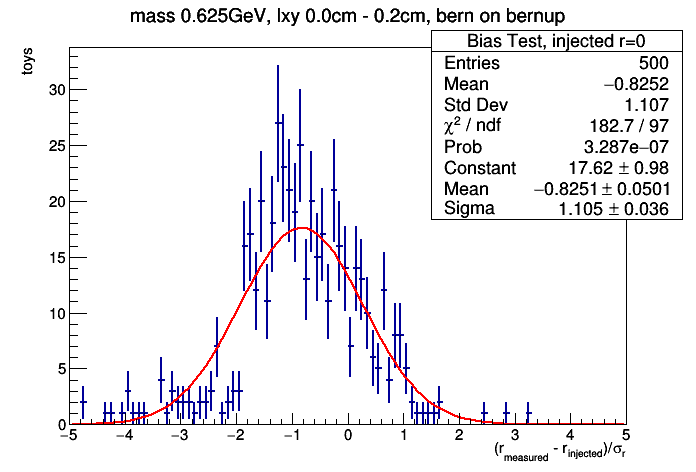 mass 0.625GeV, lxy 0.0cm - 0.2cm, bern on bernup
toys
Bias Test, injected r=0
Entries 500
Mean −0.8252
Std Dev 1.107
χ² / ndf 182.7 / 97
Prob 3.287e−07
Constant 17.62 ± 0.98
Mean −0.8251 ± 0.0501
Sigma 1.105 ± 0.036
30
25
20
15
10
5
0
−5 −4 −3 −2 −1 0 1 2 3 4 5
(r_measured - r_injected)/σ_r